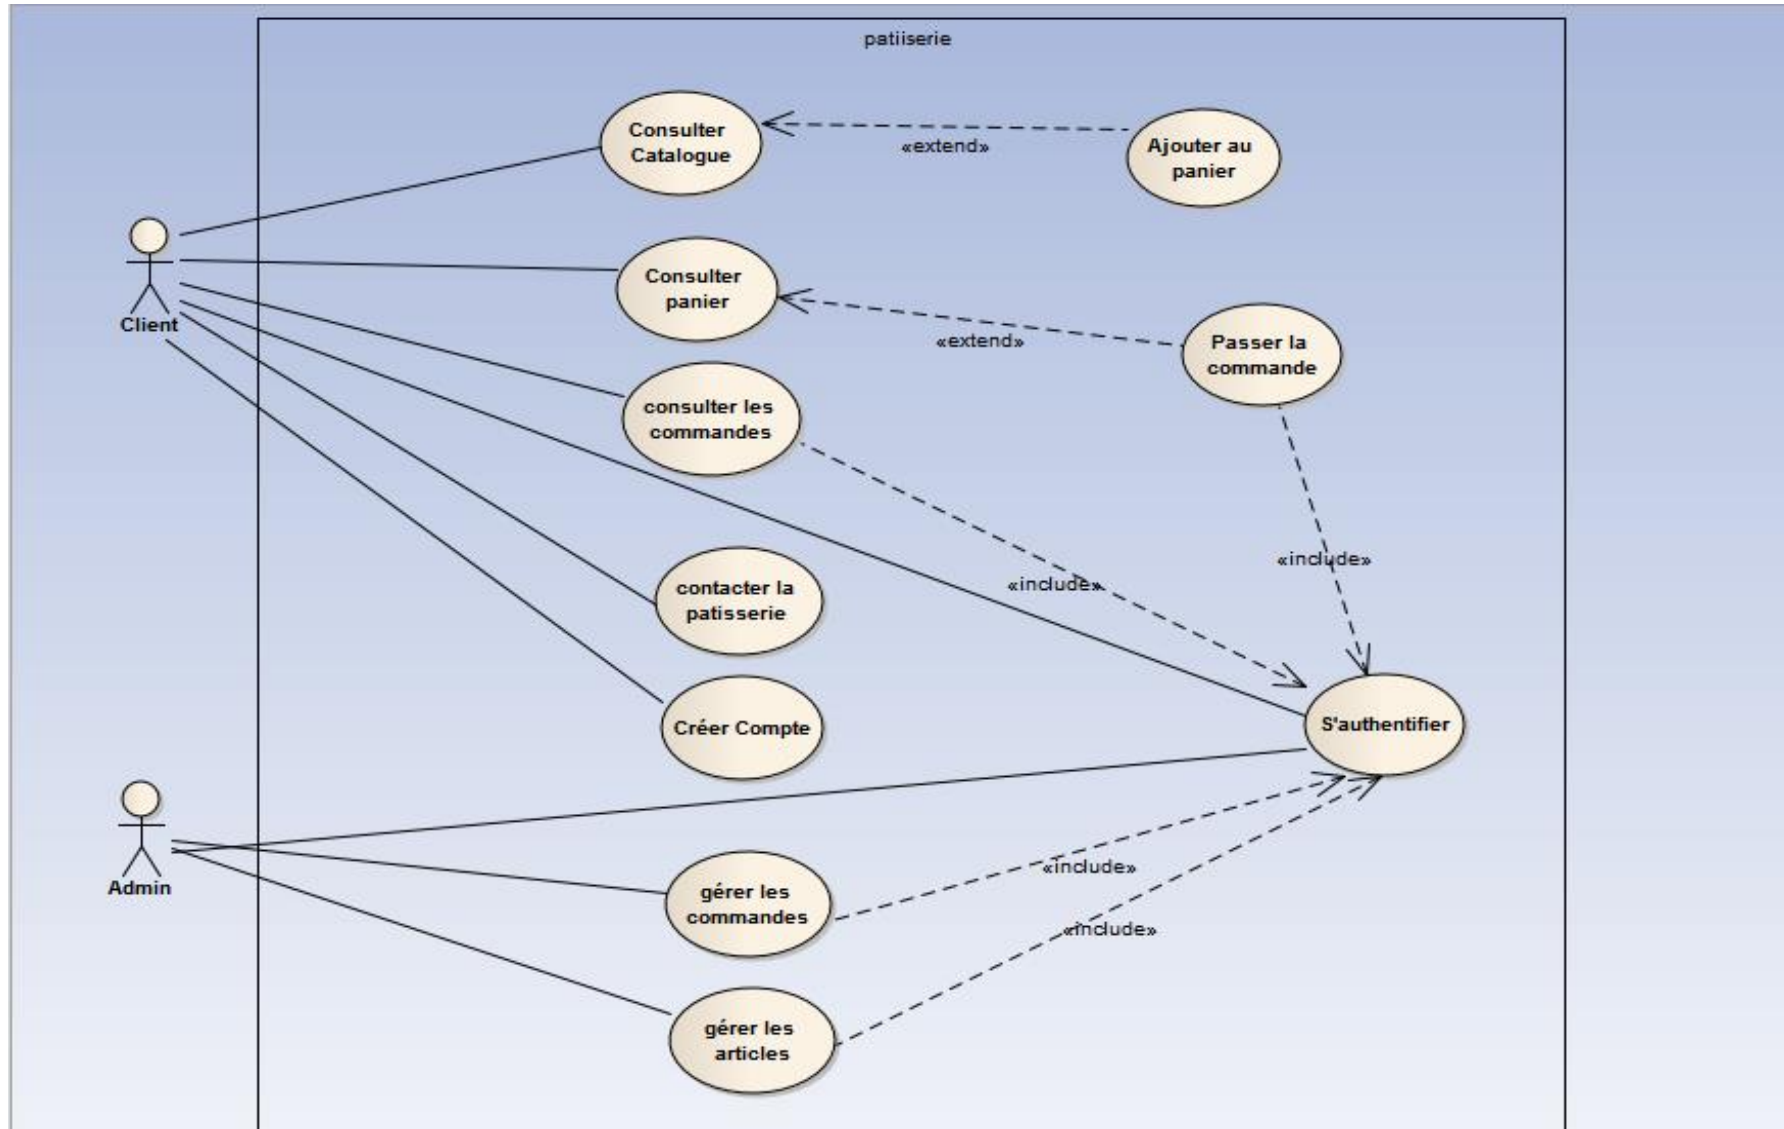 patiiserie
Consulter
Catalogue
«extend»
Ajouter au
panier
Client
Consulter
panier
«extend»
Passer la
commande
consulter les
commandes
«include»
«include»
contacter la
patisserie
Créer Compte
S'authentifier
Admin
gérer les
commandes
«include»
«include»
gérer les
articles